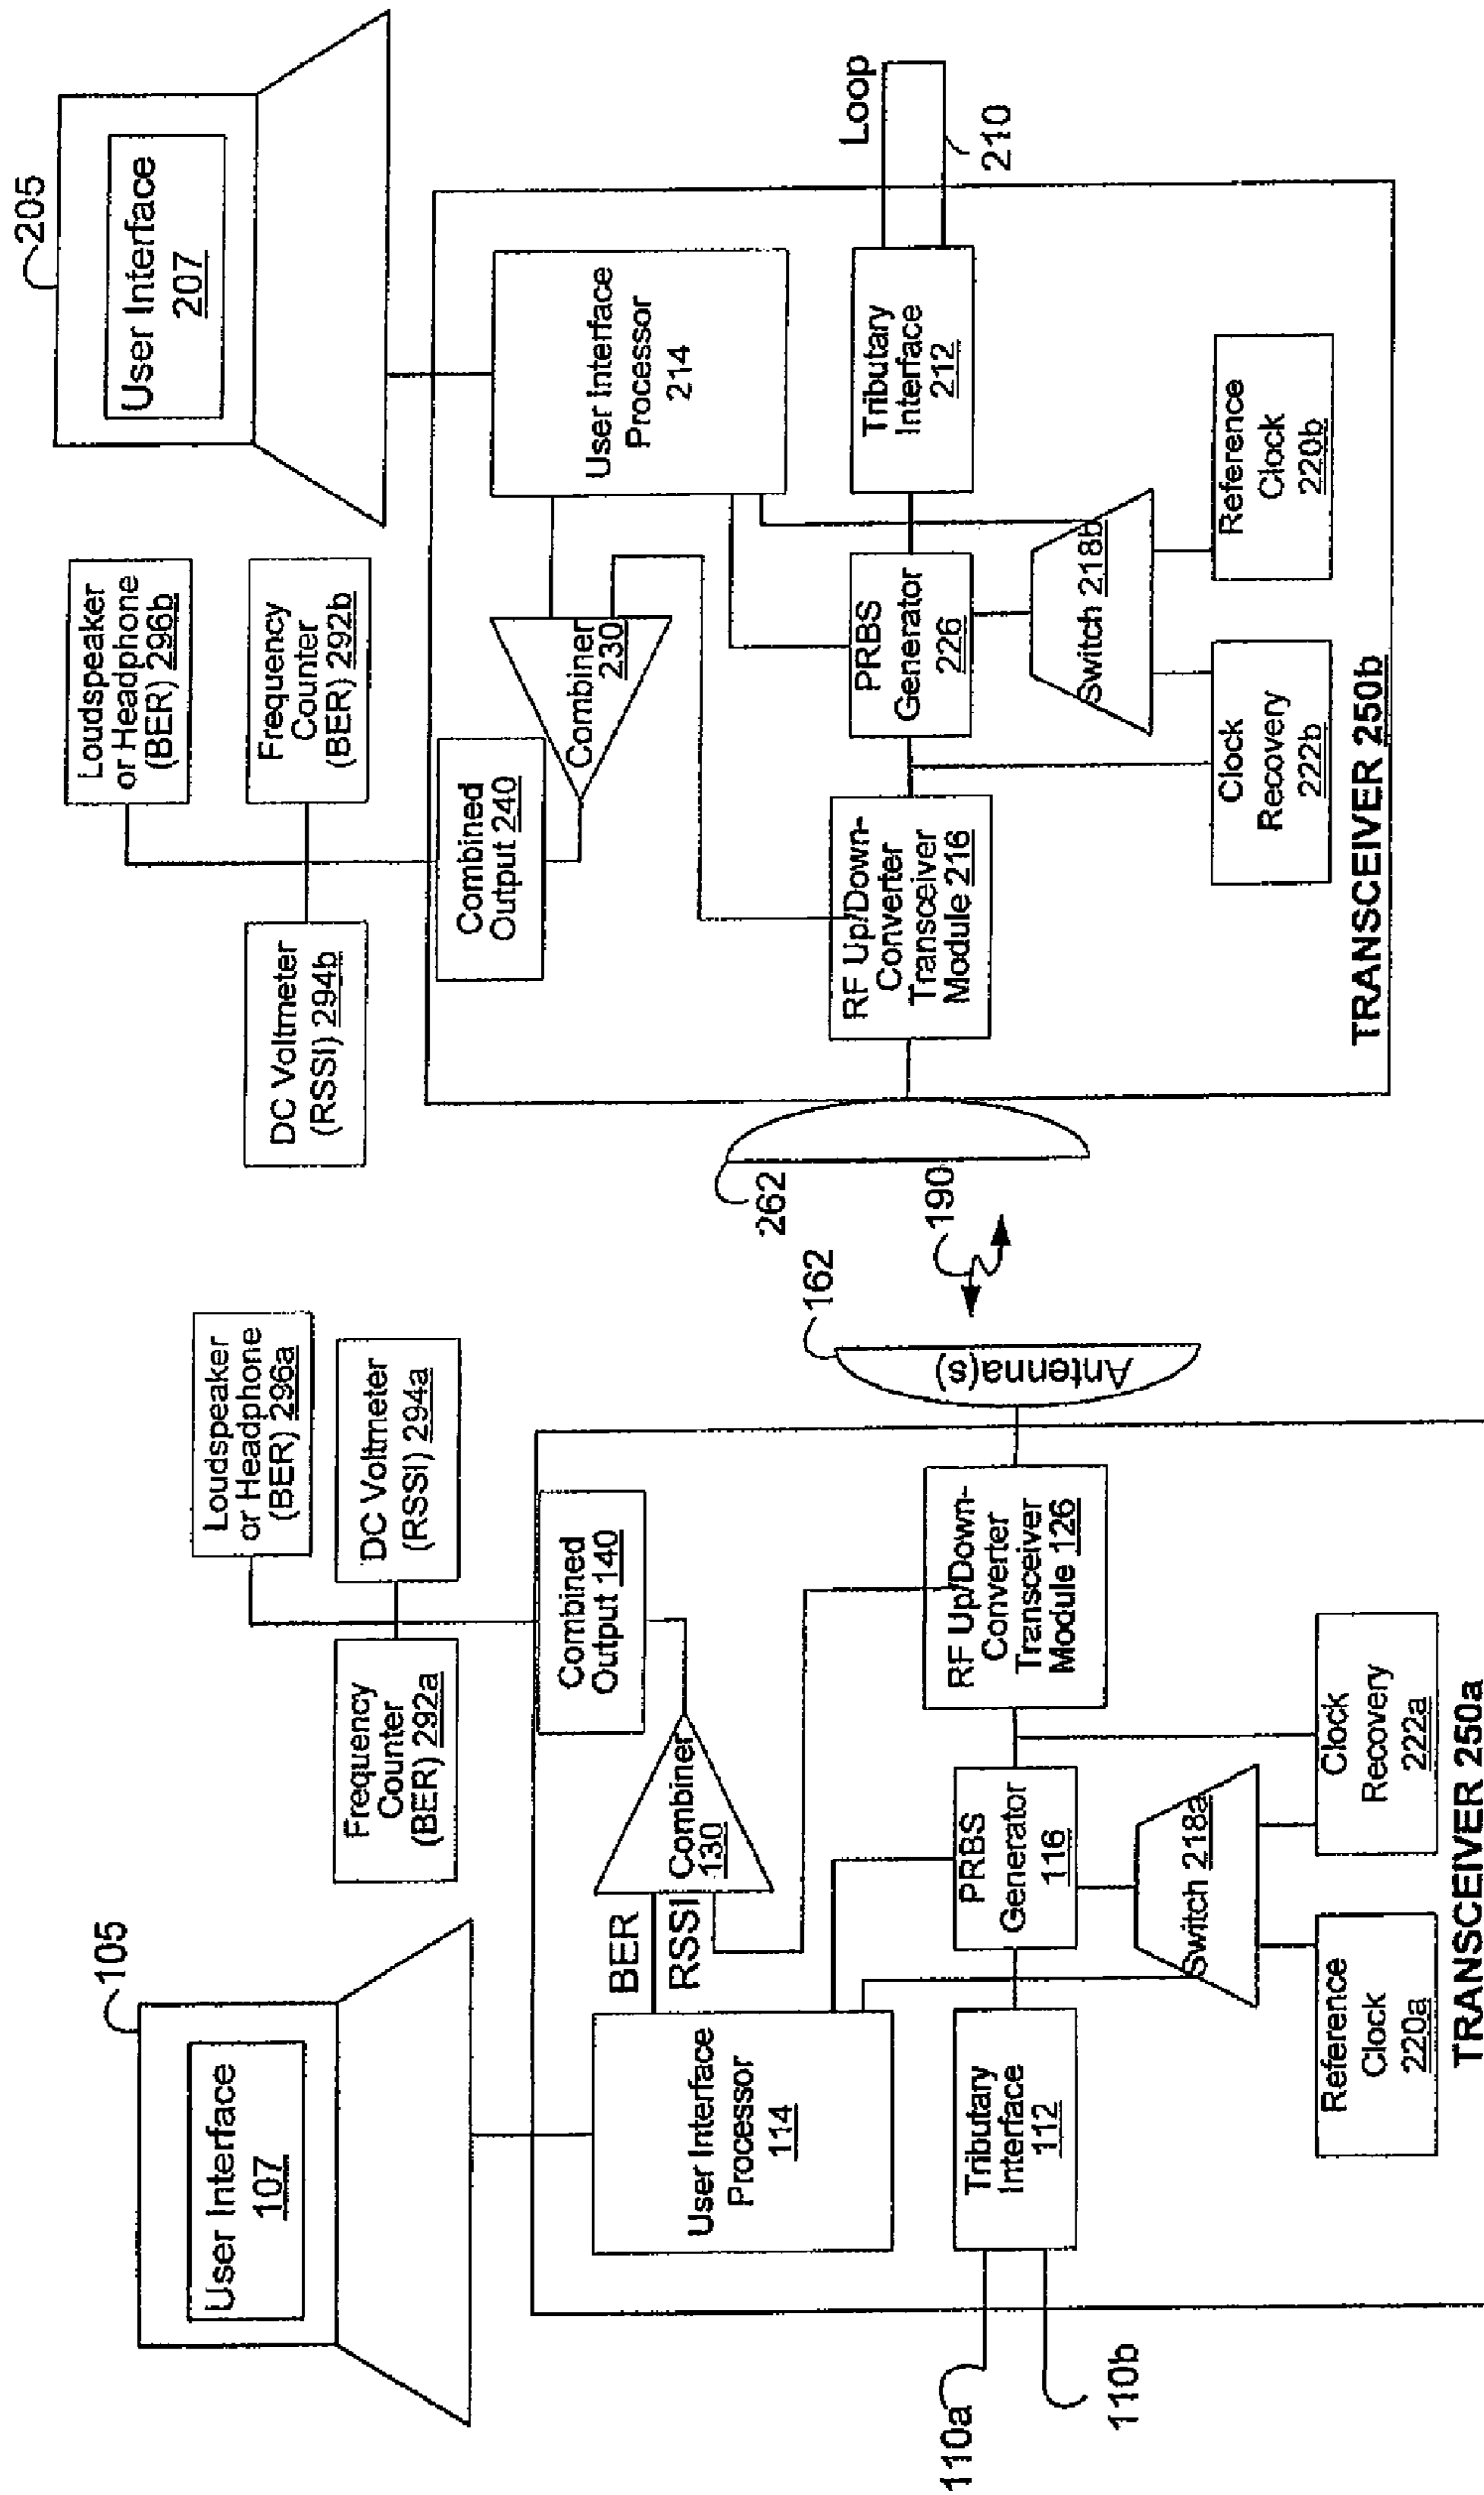 105
User Interface
107
Loudspeaker
or Headphone
(BER) 296a
Frequency
Counter
(BER) 292a
DC Voltmeter
(RSSI) 294a
User Interface
Processor
114
BER
RSSI
Combiner
130
Combined
Output 140
110a
110b
Tributary
Interface
112
PRBS
Generator
116
RF Up/Down-
Converter
Transceiver
Module 126
Switch 218a
Reference
Clock
220a
Clock
Recovery
222a
TRANSCEIVER 250a
162
Antenna(s)
190
262
205
User Interface
207
Loudspeaker
or Headphone
(BER) 296b
DC Voltmeter
(RSSI) 294b
Frequency
Counter
(BER) 292b
Combined
Output 240
Combiner
230
User Interface
Processor
214
RF Up/Down-
Converter
Transceiver
Module 216
PRBS
Generator
226
Tributary
Interface
212
Loop
210
Switch 218b
Clock
Recovery
222b
Reference
Clock
220b
TRANSCEIVER 250b